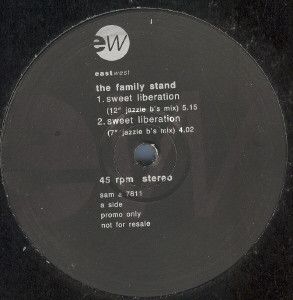 ew
eastwest
the family stand
1. sweet liberation
(12" jazzie b's mix) 5.15
2. sweet liberation
(7" jazzie b's mix) 4.02
45 rpm stereo
sam a 7811
a side
promo only
not for resale